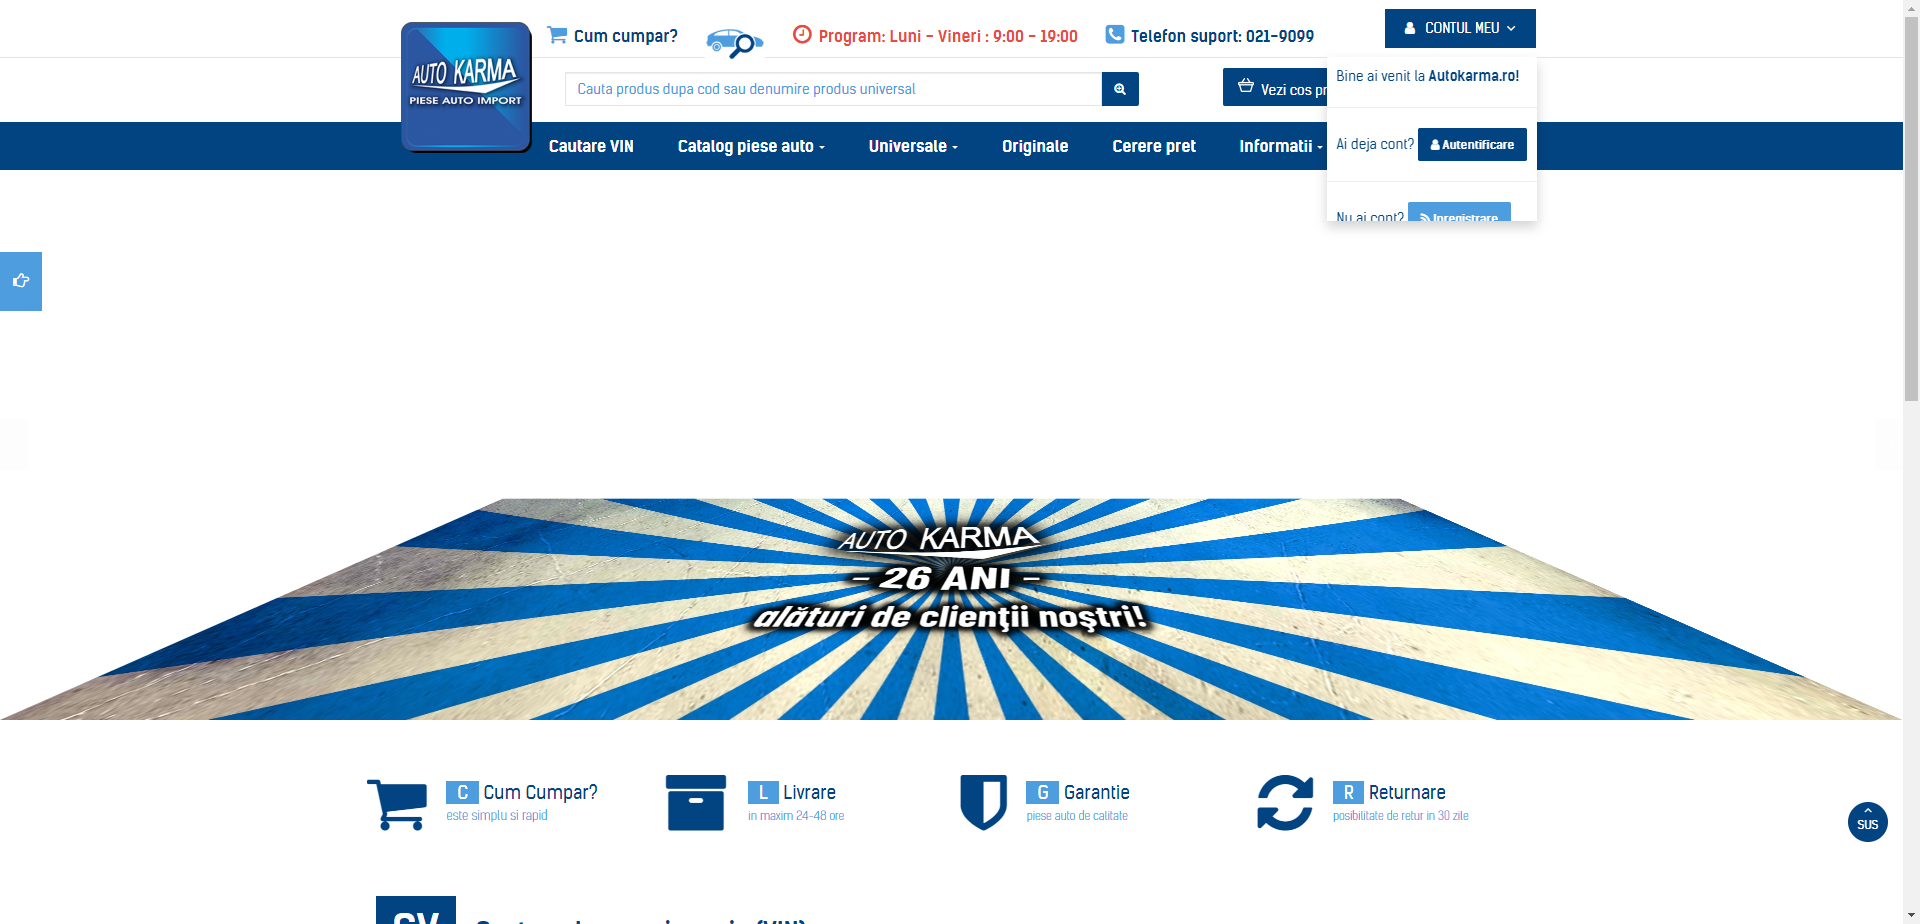 AUTO KARMA
PIESE AUTO IMPORT
Cum cumpar?
Program: Luni - Vineri : 9:00 - 19:00
Telefon suport: 021-9099
CONTUL MEU
Cauta produs dupa cod sau denumire produs universal
Vezi cos pr
Bine ai venit la Autokarma.ro!
Ai deja cont? Autentificare
Nu ai cont? Inregistrare
Cautare VIN
Catalog piese auto
Universale
Originale
Cerere pret
Informatii
AUTO KARMA
- 26 ANI -
alături de clienţii noştri!
C Cum Cumpar?
este simplu si rapid
L Livrare
in maxim 24-48 ore
G Garantie
piese auto de calitate
R Returnare
posibilitate de retur in 30 zile
SUS
CV